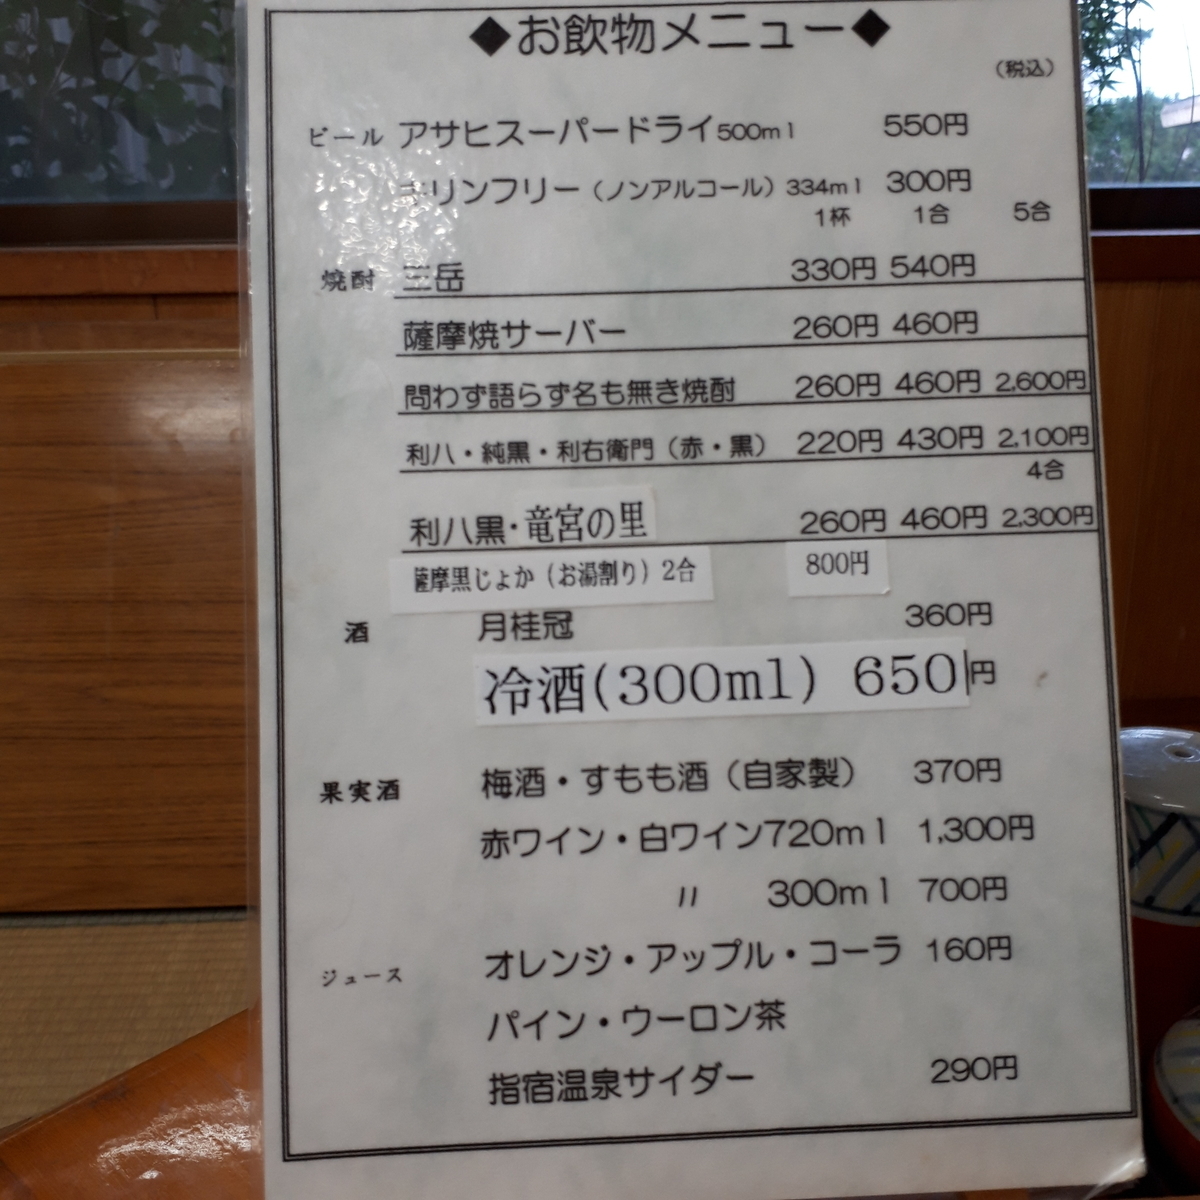 ◆お飲物メニュー◆
（税込）
ビール アサヒスーパードライ500ml 550円
キリンフリー（ノンアルコール）334ml 300円
1杯 1合 5合
焼酎 三岳 330円 540円
薩摩焼サーバー 260円 460円
問わず語らず名も無き焼酎 260円 460円 2,600円
利八・純黒・利右衛門（赤・黒） 220円 430円 2,100円
4合
利八黒・竜宮の里 260円 460円 2,300円
薩摩黒じょか（お湯割り）2合 800円
酒 月桂冠 360円
冷酒(300ml) 650円
果実酒 梅酒・すもも酒（自家製） 370円
赤ワイン・白ワイン720ml 1,300円
〃 300ml 700円
ジュース オレンジ・アップル・コーラ 160円
パイン・ウーロン茶
指宿温泉サイダー 290円